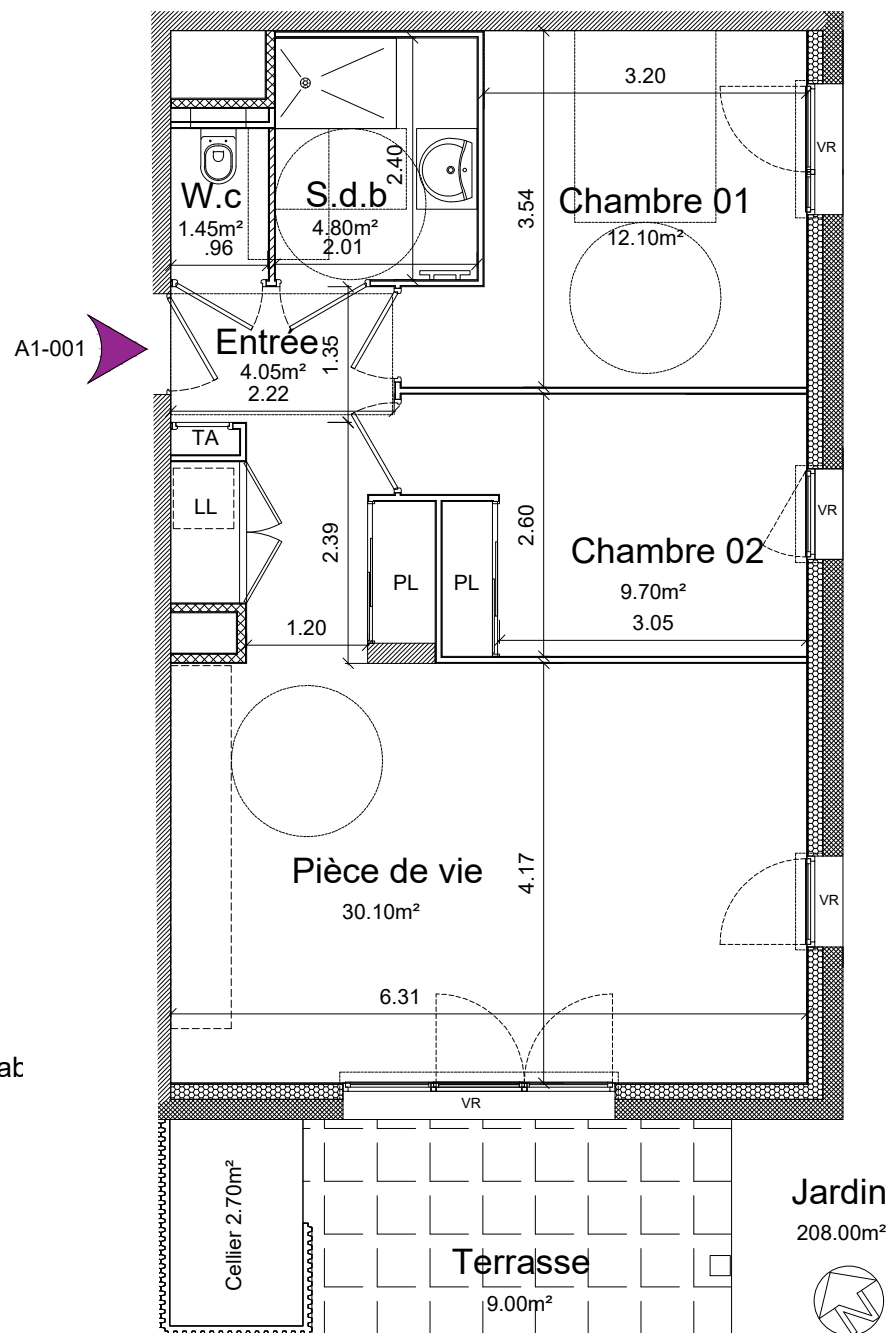 3.20
VR
2.40
W.c
1.45m²
.96
S.d.b
4.80m²
2.01
3.54
Chambre 01
12.10m²
A1-001
Entrée
4.05m²
2.22
1.35
TA
LL
2.39
PL
PL
2.60
Chambre 02
9.70m²
3.05
VR
1.20
Pièce de vie
30.10m²
4.17
VR
6.31
ab
VR
Cellier 2.70m²
Terrasse
9.00m²
Jardin
208.00m²
N